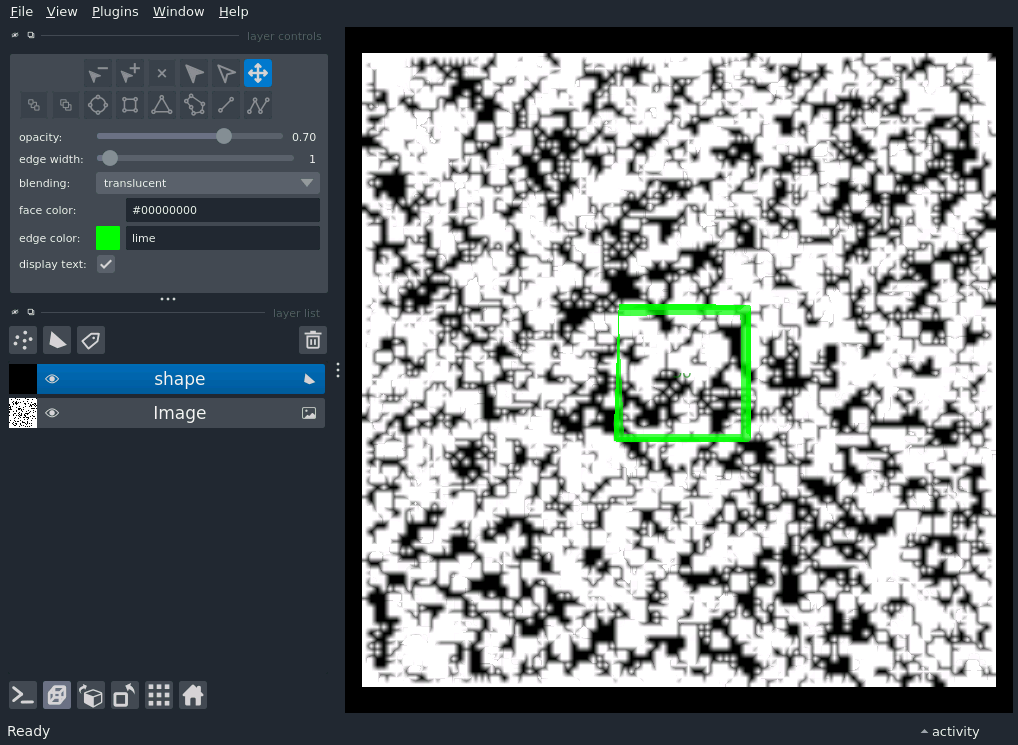 File View Plugins Window Help
layer controls
opacity: 0.70
edge width: 1
blending: translucent
face color: #00000000
edge color: lime
display text:
layer list
shape
Image
Ready
activity